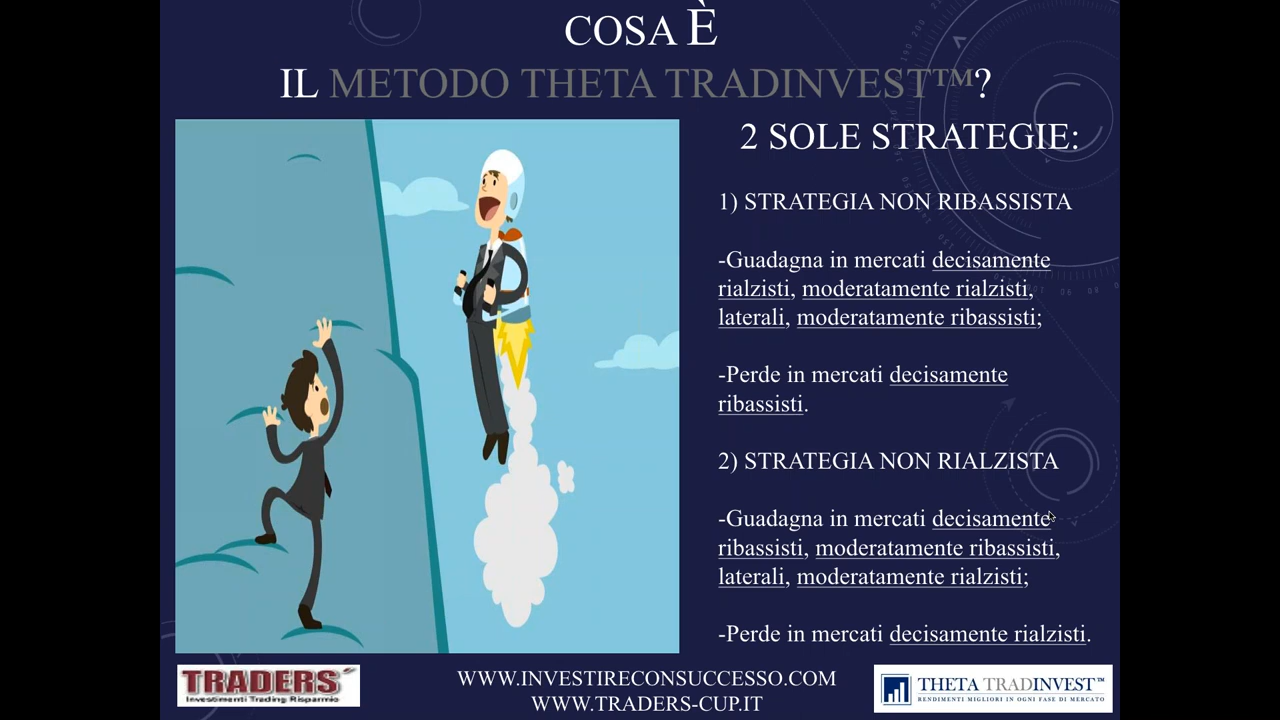 COSA È
IL METODO THETA TRADINVEST™?
2 SOLE STRATEGIE:
1) STRATEGIA NON RIBASSISTA
-Guadagna in mercati decisamente
rialzisti, moderatamente rialzisti,
laterali, moderatamente ribassisti;
-Perde in mercati decisamente
ribassisti.
2) STRATEGIA NON RIALZISTA
-Guadagna in mercati decisamente
ribassisti, moderatamente ribassisti,
laterali, moderatamente rialzisti;
-Perde in mercati decisamente rialzisti.
TRADERS´
Investimenti Trading Risparmio
WWW.INVESTIRECONSUCCESSO.COM
WWW.TRADERS-CUP.IT
THETA TRADINVEST™
RENDIMENTI MIGLIORI IN OGNI FASE DI MERCATO